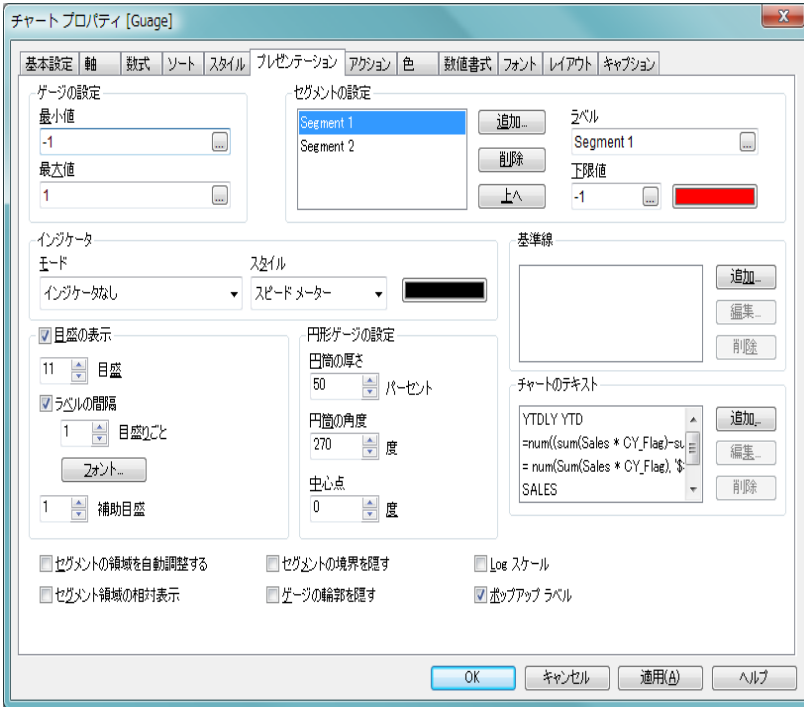 チャート プロパティ [Guage]
基本設定 軸 数式 ソート スタイル プレゼンテーション アクション 色 数値書式 フォント レイアウト キャプション
ゲージの設定
最小値
-1
最大値
1
セグメントの設定
Segment 1
Segment 2
追加...
削除
上へ
ラベル
Segment 1
下限値
-1
インジケータ
モード
インジケータなし
スタイル
スピード メーター
基準線
追加...
編集...
削除
目盛の表示
11 目盛
ラベルの間隔
1 目盛りごと
フォント...
1 補助目盛
円形ゲージの設定
円筒の厚さ
50 パーセント
円筒の角度
270 度
中心点
0 度
チャートのテキスト
YTDLY YTD
=num((sum(Sales * CY_Flag)-su
= num(Sum(Sales * CY_Flag), '$
SALES
追加...
編集...
削除
セグメントの領域を自動調整する
セグメントの境界を隠す
Log スケール
セグメント領域の相対表示
ゲージの輪郭を隠す
ポップアップ ラベル
OK キャンセル 適用(A) ヘルプ